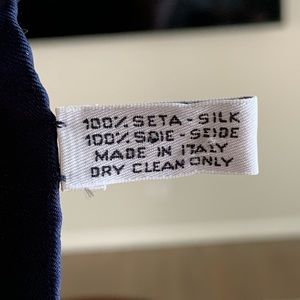 100% SETA - SILK
100% SOIE - SEIDE
MADE IN ITALY
DRY CLEAN ONLY